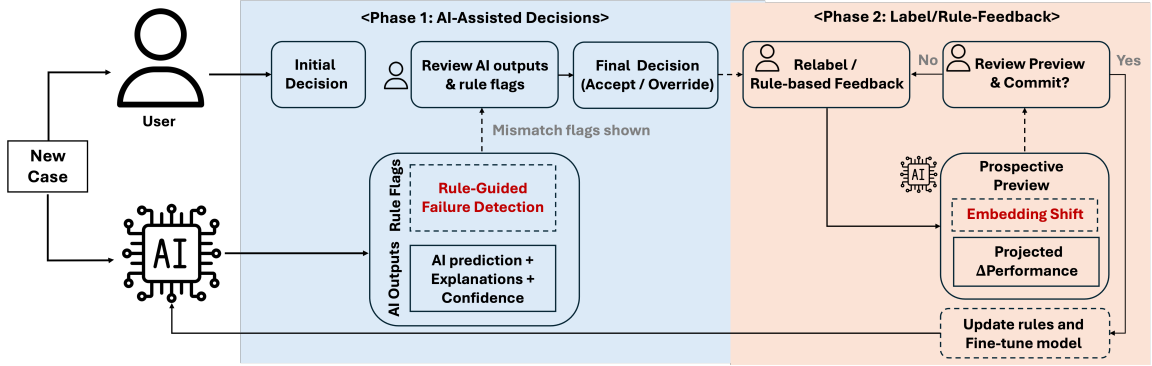 <Phase 1: AI-Assisted Decisions>
<Phase 2: Label/Rule-Feedback>
User
New
Case
AI
Initial
Decision
Review AI outputs
& rule flags
Final Decision
(Accept / Override)
Mismatch flags shown
Rule Flags
Rule-Guided
Failure Detection
AI Outputs
AI prediction +
Explanations +
Confidence
Relabel /
Rule-based Feedback
No
Review Preview
& Commit?
Yes
AI
Prospective
Preview
Embedding Shift
Projected
ΔPerformance
Update rules and
Fine-tune model